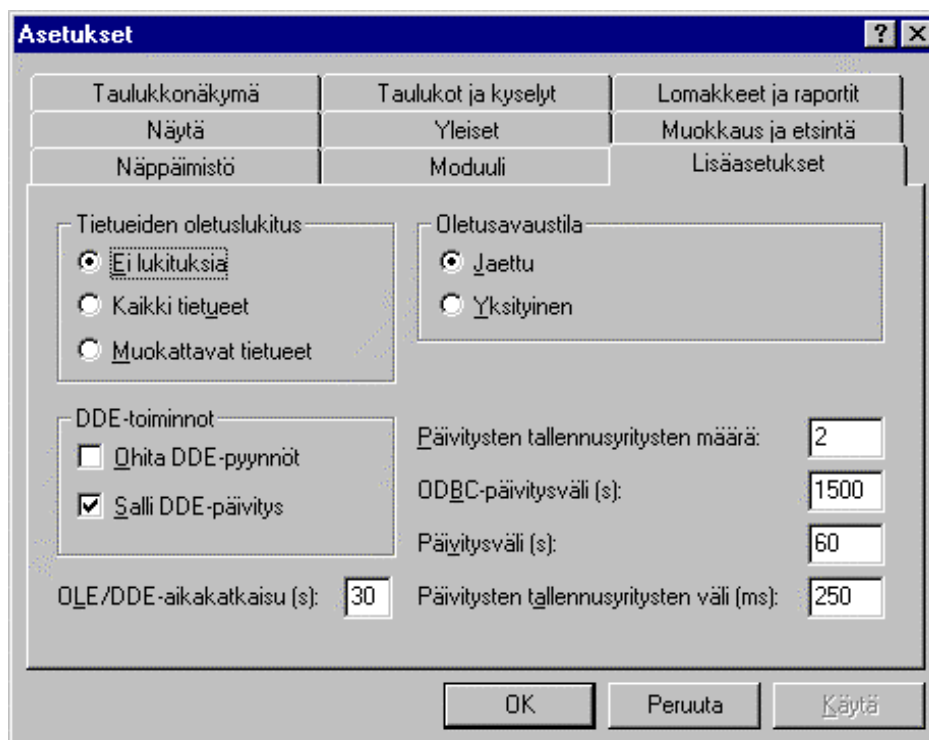 Asetukset
Taulukkonäkymä
Taulukot ja kyselyt
Lomakkeet ja raportit
Näytä
Yleiset
Muokkaus ja etsintä
Näppäimistö
Moduuli
Lisäasetukset
Tietueiden oletuslukitus
Ei lukituksia
Kaikki tietueet
Muokattavat tietueet
Oletusavaustila
Jaettu
Yksityinen
DDE-toiminnot
Ohita DDE-pyynnöt
Salli DDE-päivitys
OLE/DDE-aikakatkaisu (s): 30
Päivitysten tallennusyritysten määrä: 2
ODBC-päivitysväli (s): 1500
Päivitysväli (s): 60
Päivitysten tallennusyritysten väli (ms): 250
OK
Peruuta
Käytä